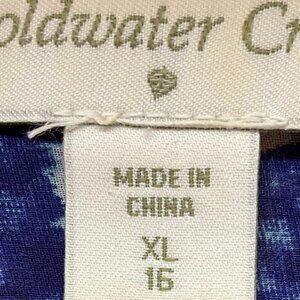 oldwater Cr
MADE IN
CHINA
XL
16